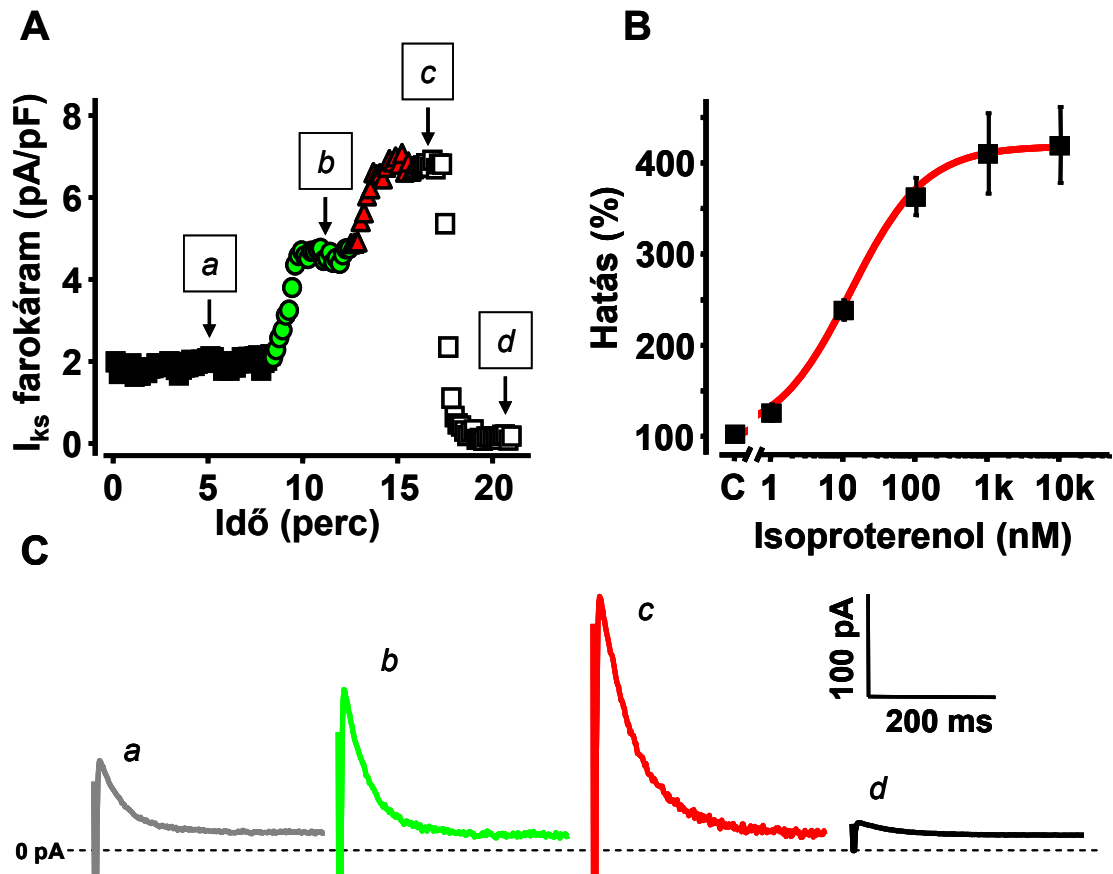 A
I_ks farokáram (pA/pF)
8
6
4
2
0
a
b
c
d
0 5 10 15 20
Idő (perc)
B
Hatás (%)
400
300
200
100
C 1 10 100 1k 10k
Isoproterenol (nM)
C
a
b
c
d
100 pA
200 ms
0 pA